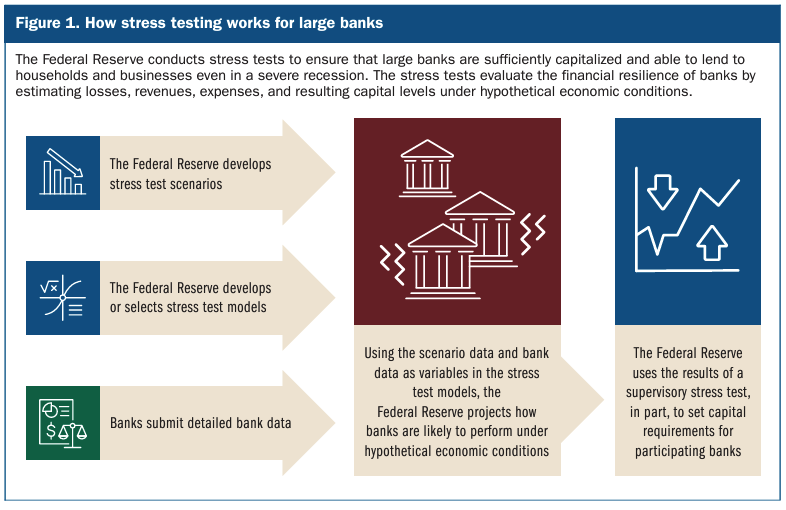 Figure 1. How stress testing works for large banks
The Federal Reserve conducts stress tests to ensure that large banks are sufficiently capitalized and able to lend to
households and businesses even in a severe recession. The stress tests evaluate the financial resilience of banks by
estimating losses, revenues, expenses, and resulting capital levels under hypothetical economic conditions.
The Federal Reserve develops
stress test scenarios
√x
The Federal Reserve develops
or selects stress test models
$
Banks submit detailed bank data
Using the scenario data and bank
data as variables in the stress
test models, the
Federal Reserve projects how
banks are likely to perform under
hypothetical economic conditions
The Federal Reserve
uses the results of a
supervisory stress test,
in part, to set capital
requirements for
participating banks